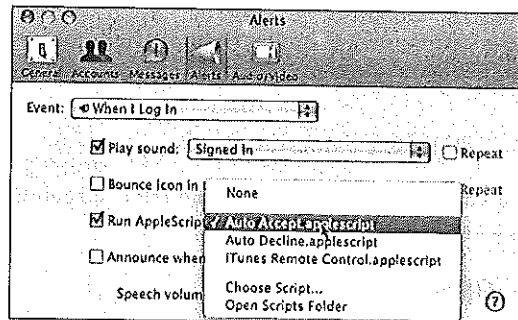 Alerts
General Accounts Messages Alerts Audio/Video
Event: When I Log In
Play sound: Signed In Repeat
Bounce Icon in Repeat
None
Run AppleScrip ✓ Auto Accept.applescript
Auto Decline.applescript
Announce when iTunes Remote Control.applescript
Choose Script...
Speech volum Open Scripts Folder ?